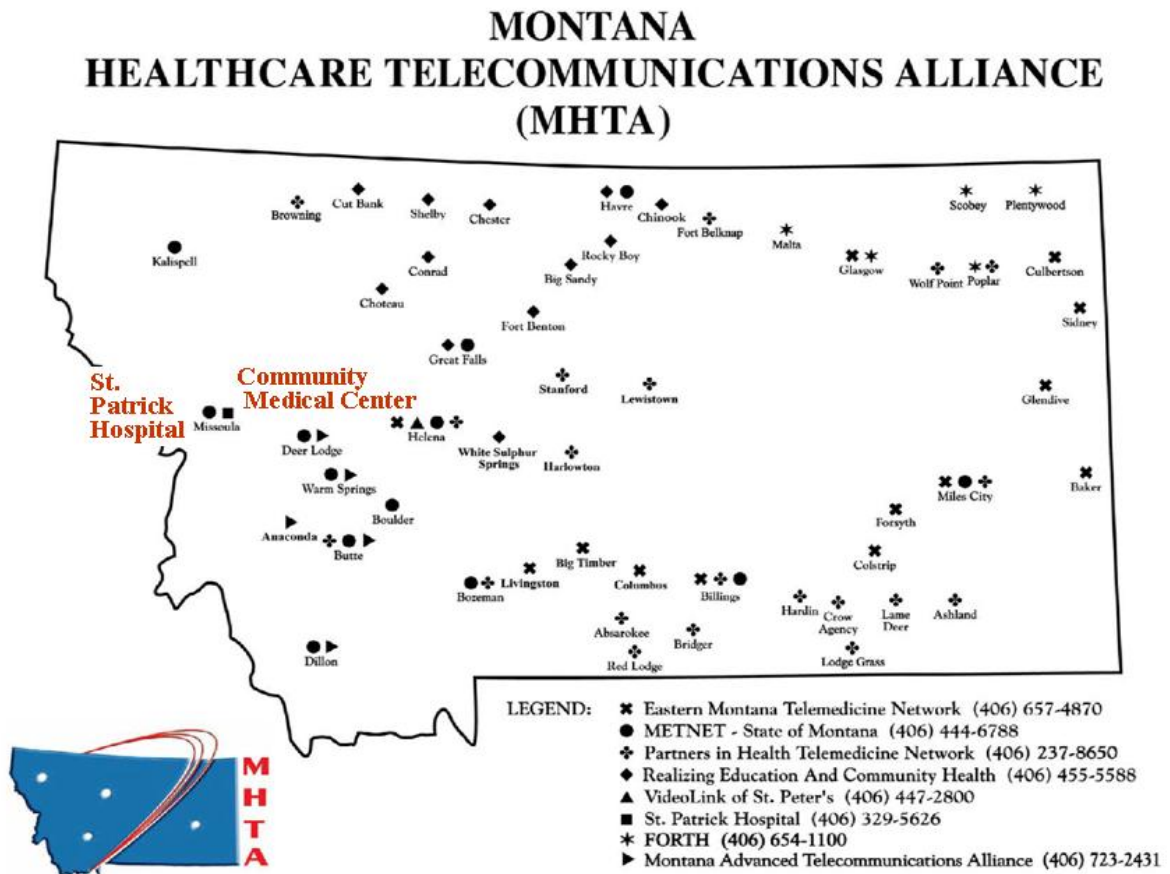 MONTANA
HEALTHCARE TELECOMMUNICATIONS ALLIANCE
(MHTA)
Browning
Cut Bank
Shelby
Chester
Havre
Chinook
Fort Belknap
Malta
Scobey
Plentywood
Kalispell
Conrad
Rocky Boy
Big Sandy
Glasgow
Wolf Point
Poplar
Culbertson
Choteau
Fort Benton
Sidney
Great Falls
Stanford
Lewistown
Glendive
St.
Patrick
Hospital
Community
Medical Center
Missoula
Helena
Deer Lodge
White Sulphur
Springs
Harlowton
Warm Springs
Miles City
Baker
Boulder
Forsyth
Anaconda
Butte
Big Timber
Colstrip
Bozeman
Livingston
Columbus
Billings
Hardin
Crow
Agency
Lame
Deer
Ashland
Absarokee
Bridger
Red Lodge
Lodge Grass
Dillon
LEGEND:
Eastern Montana Telemedicine Network (406) 657-4870
METNET - State of Montana (406) 444-6788
Partners in Health Telemedicine Network (406) 237-8650
Realizing Education And Community Health (406) 455-5588
VideoLink of St. Peter's (406) 447-2800
St. Patrick Hospital (406) 329-5626
FORTH (406) 654-1100
Montana Advanced Telecommunications Alliance (406) 723-2431
M
H
T
A